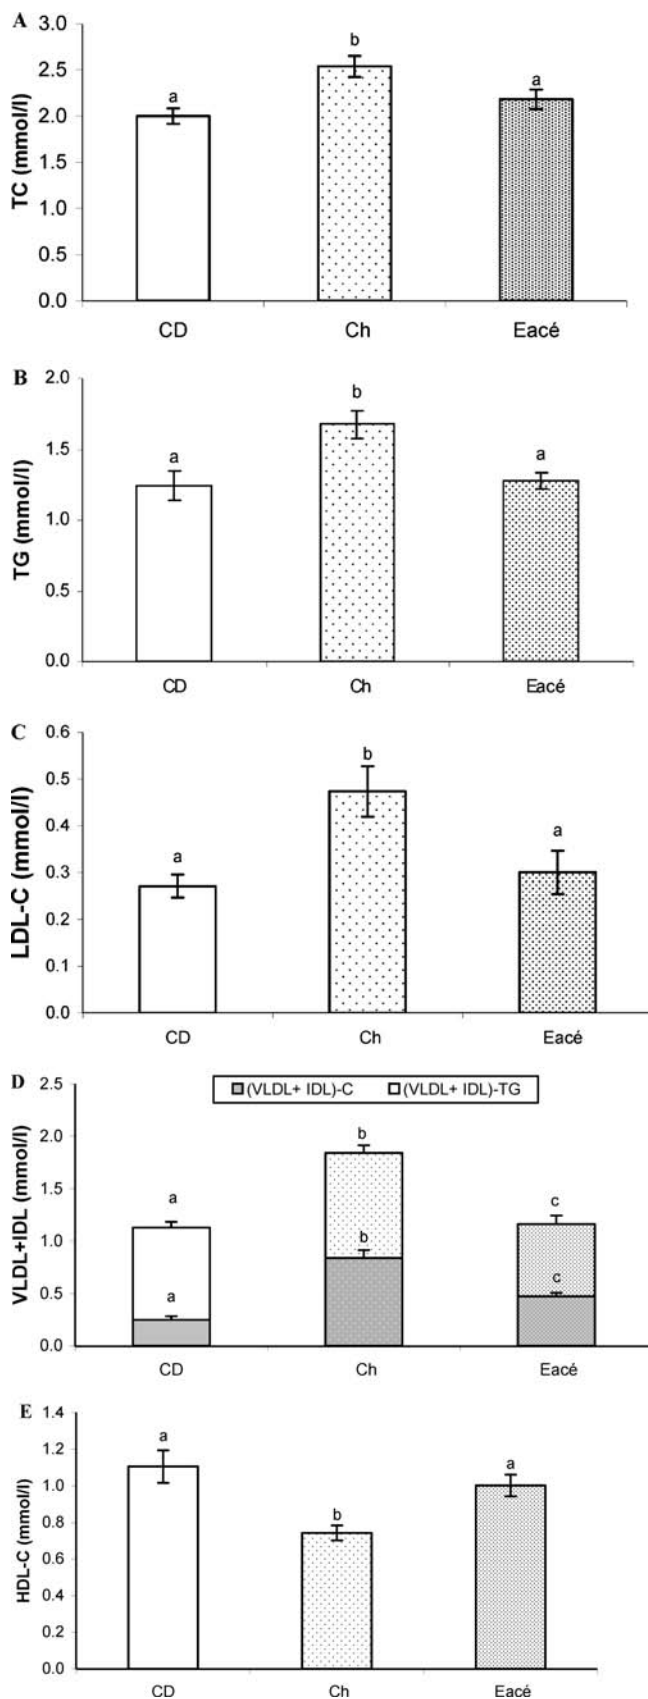 A
TC (mmol/l)
3.0
2.5
2.0
1.5
1.0
0.5
0.0
a
b
a
CD Ch Eacé
B
TG (mmol/l)
2.0
1.5
1.0
0.5
0.0
a
b
a
CD Ch Eacé
C
LDL-C (mmol/l)
0.6
0.5
0.4
0.3
0.2
0.1
0.0
a
b
a
CD Ch Eacé
D
VLDL+IDL (mmol/l)
(VLDL+ IDL)-C (VLDL+ IDL)-TG
2.5
2.0
1.5
1.0
0.5
0.0
a
a
b
b
c
c
CD Ch Eacé
E
HDL-C (mmol/l)
1.4
1.2
1.0
0.8
0.6
0.4
0.2
0.0
a
b
a
CD Ch Eacé